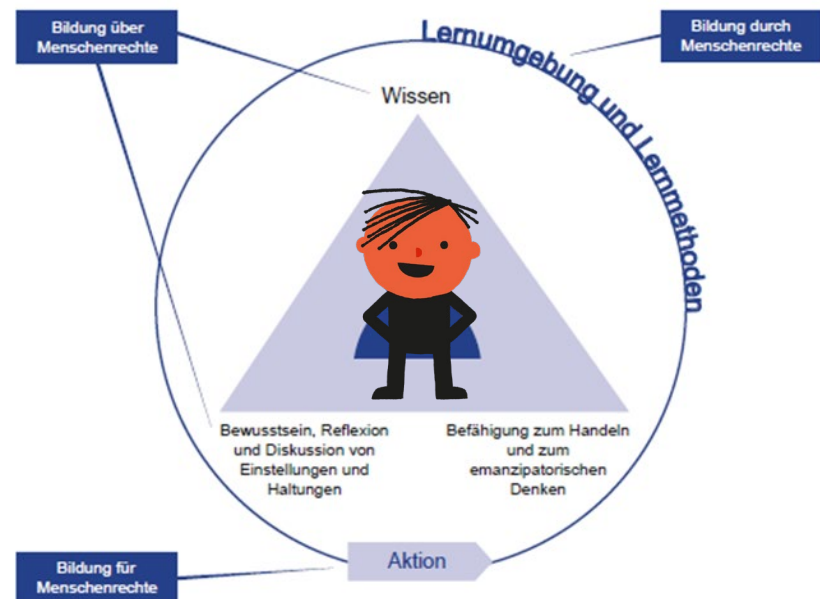 Bildung über
Menschenrechte
Lernumgebung und Lernmethoden
Bildung durch
Menschenrechte
Wissen
Bewusstsein, Reflexion
und Diskussion von
Einstellungen und
Haltungen
Befähigung zum Handeln
und zum
emanzipatorischen
Denken
Aktion
Bildung für
Menschenrechte